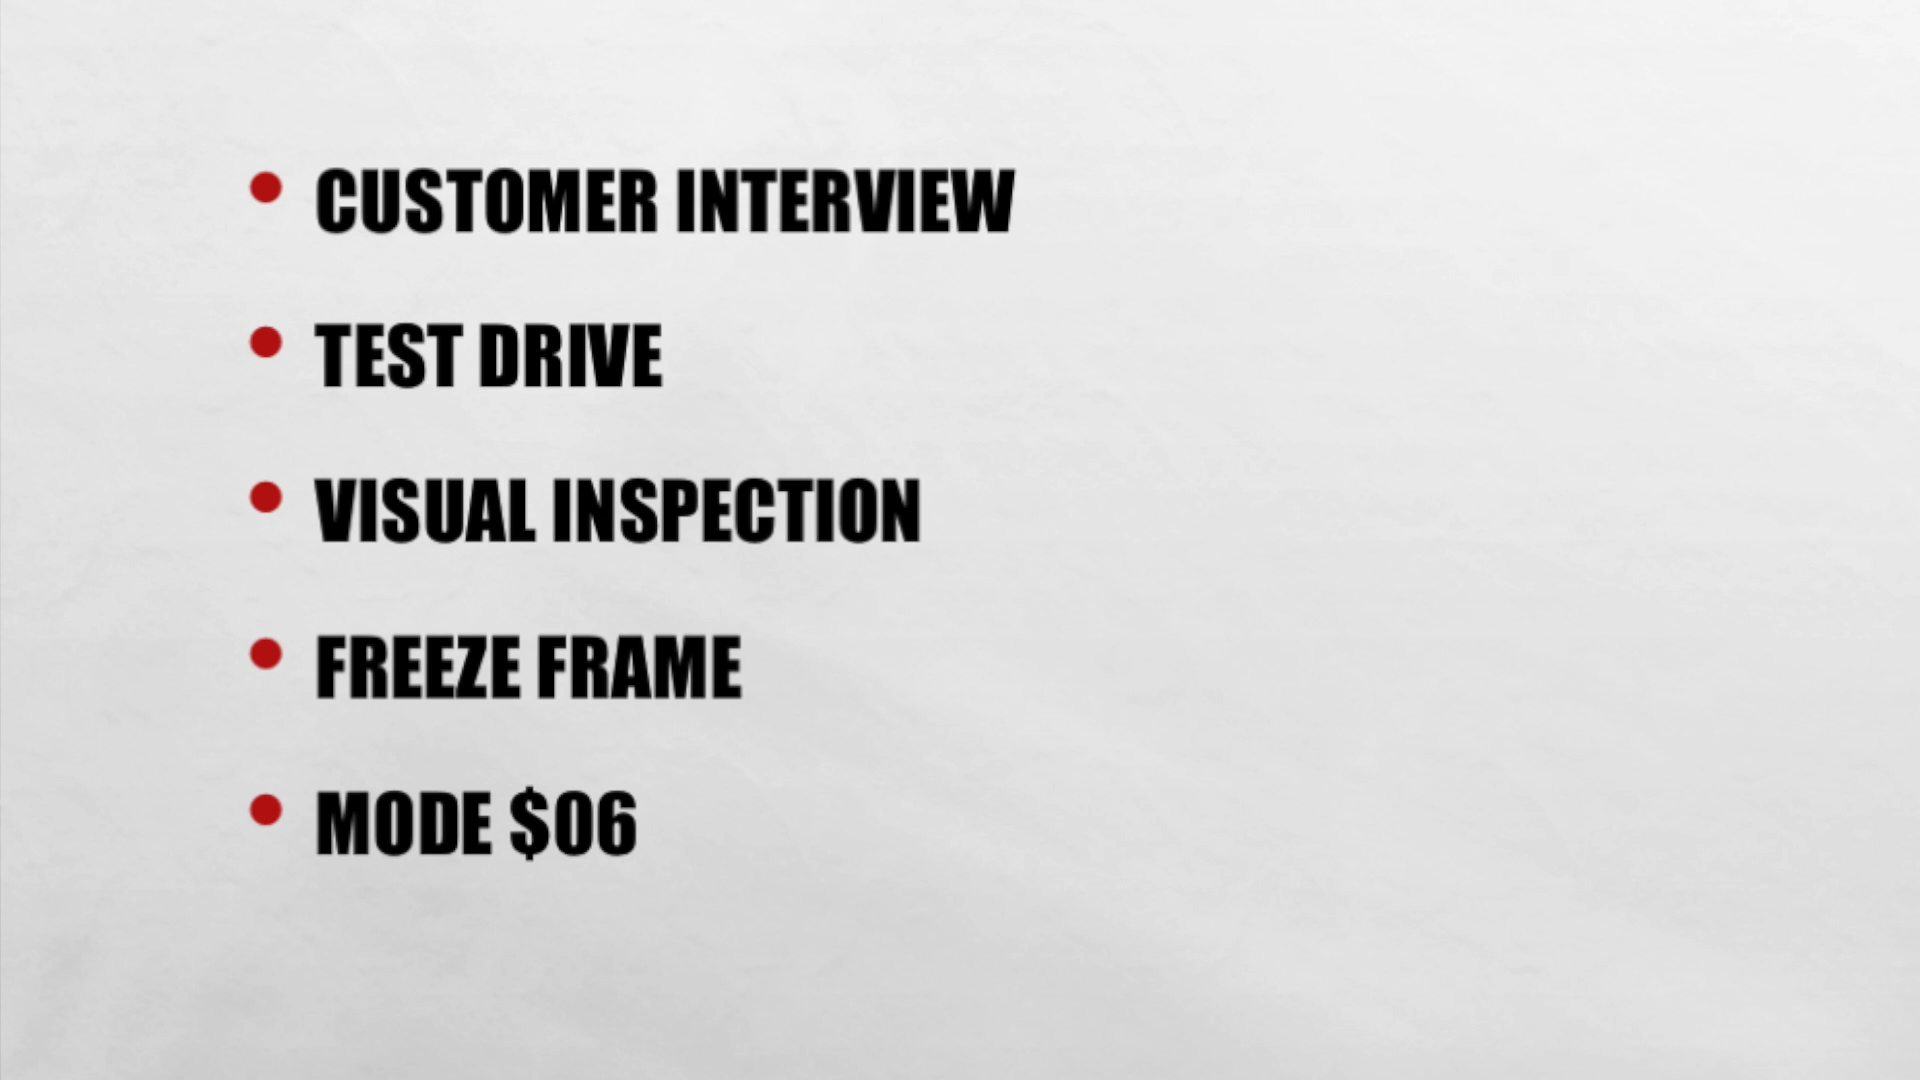 • CUSTOMER INTERVIEW
• TEST DRIVE
• VISUAL INSPECTION
• FREEZE FRAME
• MODE $06